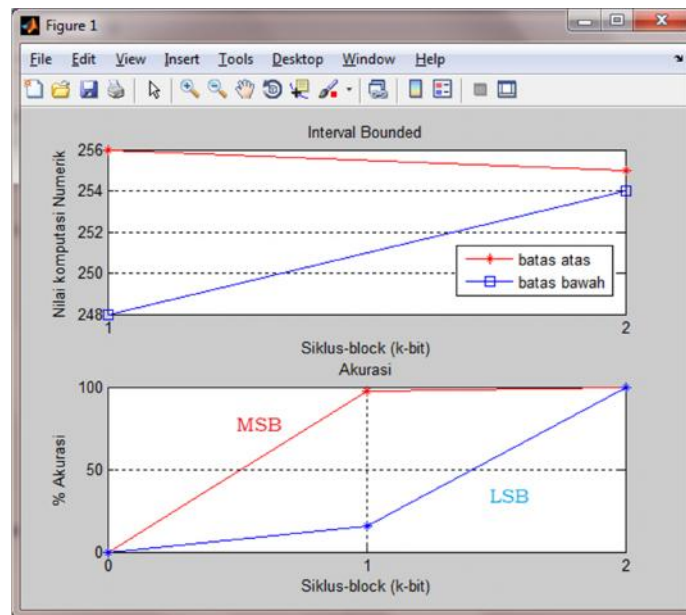 Figure 1
File Edit View Insert Tools Desktop Window Help
Interval Bounded
Nilai komputasi Numerik
256
254
252
250
248
batas atas
batas bawah
1 2
Siklus-block (k-bit)
Akurasi
% Akurasi
100
50
0
MSB
LSB
0 1 2
Siklus-block (k-bit)